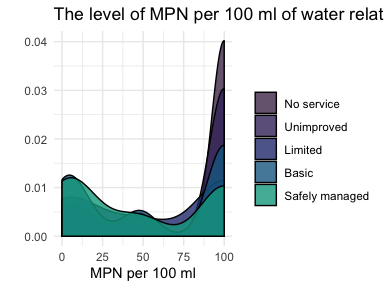 The level of MPN per 100 ml of water relat
0.04
0.03
0.02
0.01
0.00
0 25 50 75 100
MPN per 100 ml
No service
Unimproved
Limited
Basic
Safely managed